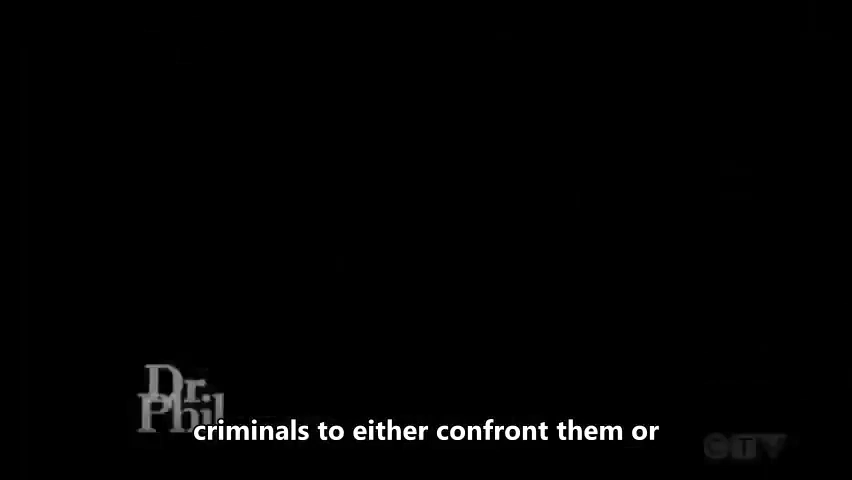 Dr.
Phil
criminals to either confront them or
CTV